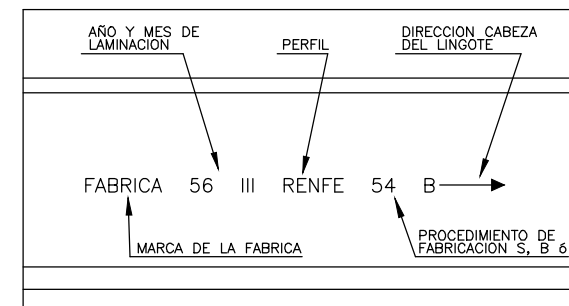 AÑO Y MES DE
LAMINACION
PERFIL
DIRECCION CABEZA
DEL LINGOTE
FABRICA 56 III RENFE 54 B
MARCA DE LA FABRICA
PROCEDIMIENTO DE
FABRICACION S, B 6